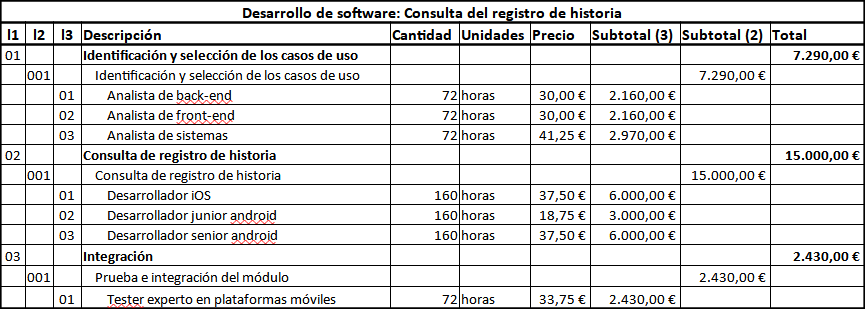 Desarrollo de software: Consulta del registro de historia
l1 l2 l3 Descripción Cantidad Unidades Precio Subtotal (3) Subtotal (2) Total
01 Identificación y selección de los casos de uso 7.290,00 €
001 Identificación y selección de los casos de uso 7.290,00 €
01 Analista de back-end 72 horas 30,00 € 2.160,00 €
02 Analista de front-end 72 horas 30,00 € 2.160,00 €
03 Analista de sistemas 72 horas 41,25 € 2.970,00 €
02 Consulta de registro de historia 15.000,00 €
001 Consulta de registro de historia 15.000,00 €
01 Desarrollador iOS 160 horas 37,50 € 6.000,00 €
02 Desarrollador junior android 160 horas 18,75 € 3.000,00 €
03 Desarrollador senior android 160 horas 37,50 € 6.000,00 €
03 Integración 2.430,00 €
001 Prueba e integración del módulo 2.430,00 €
01 Tester experto en plataformas móviles 72 horas 33,75 € 2.430,00 €